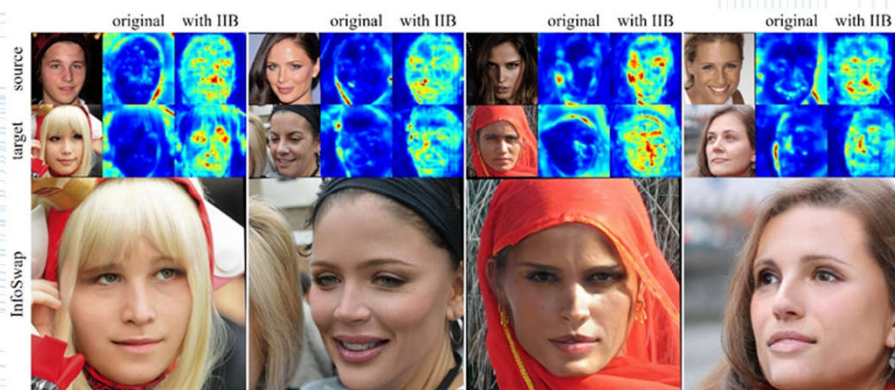 original with IIB original with IIB original with IIB original with IIB
source
target
InfoSwap